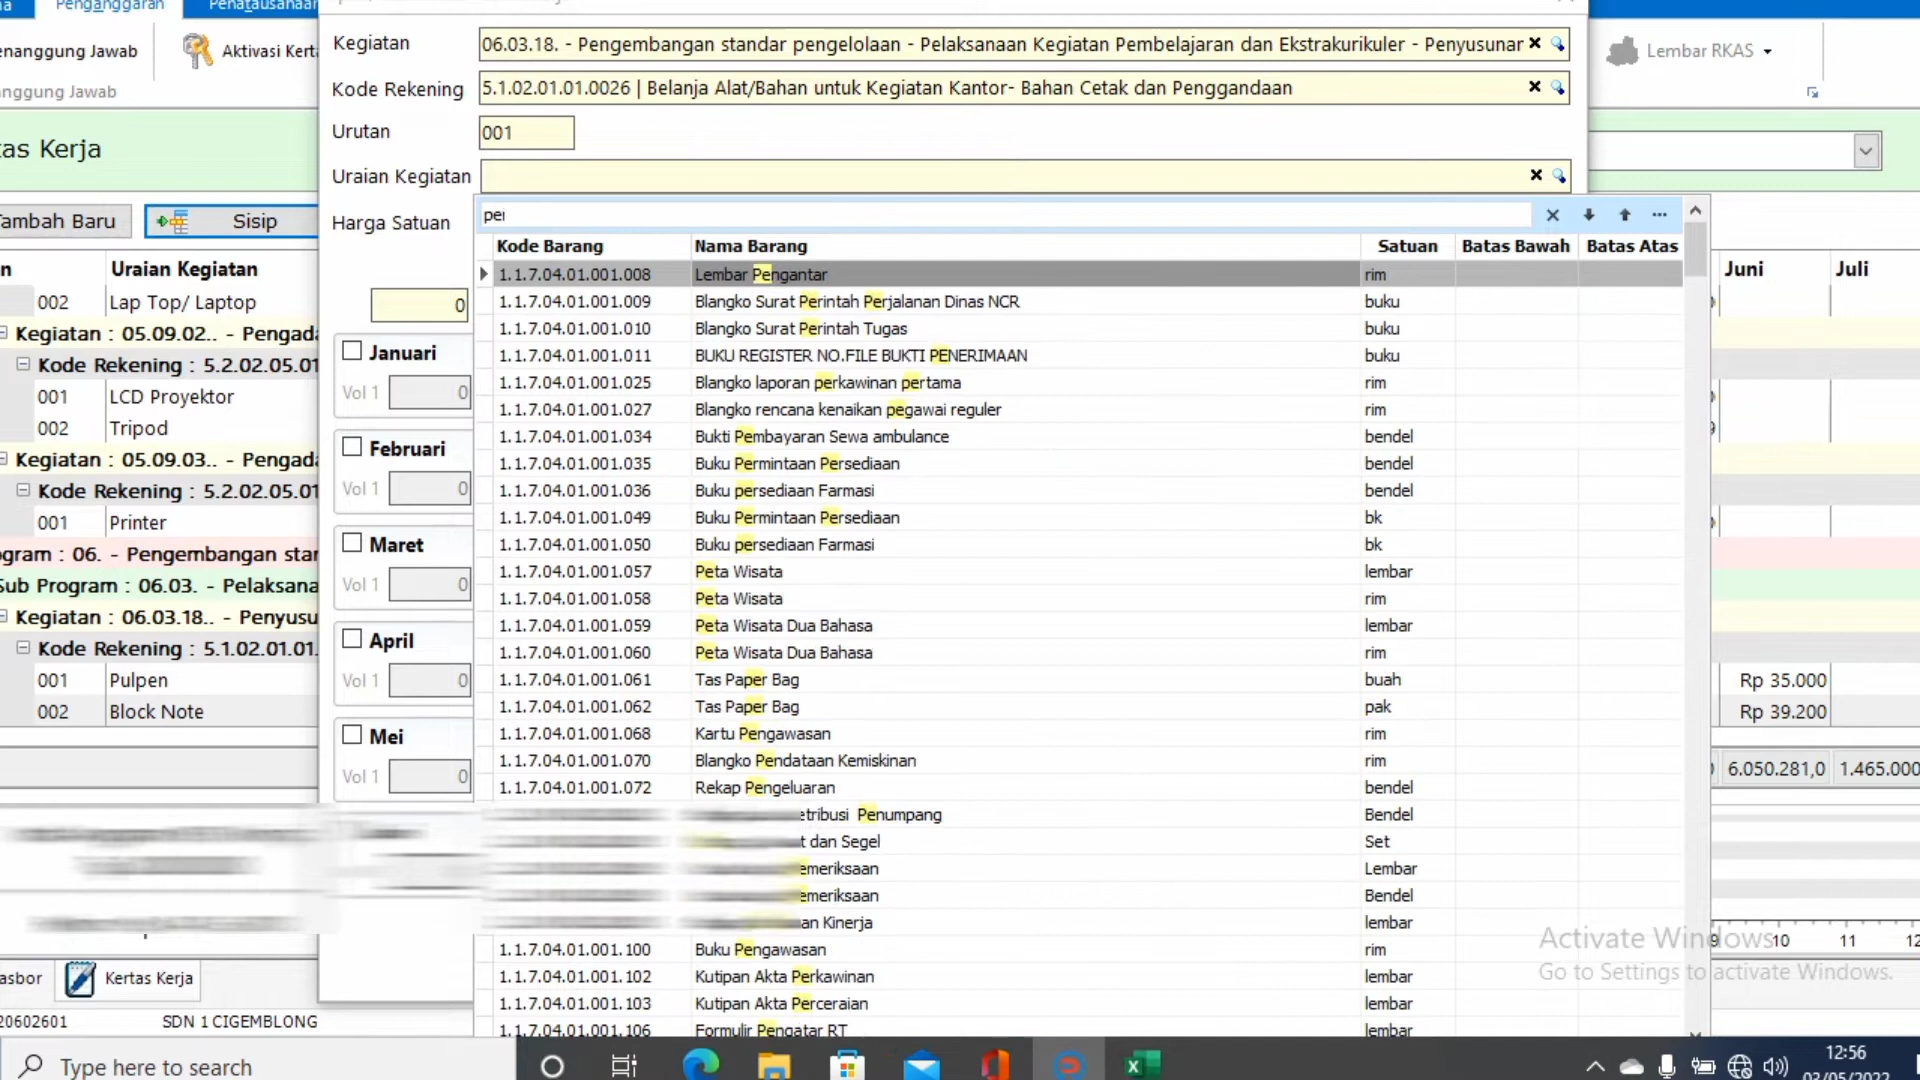 Penganggaran
Penatausahaan
enanggung Jawab
Aktivasi Kerta
nggung Jawab
Lembar RKAS
Kegiatan
06.03.18. - Pengembangan standar pengelolaan - Pelaksanaan Kegiatan Pembelajaran dan Ekstrakurikuler - Penyusunar
Kode Rekening
5.1.02.01.01.0026 | Belanja Alat/Bahan untuk Kegiatan Kantor- Bahan Cetak dan Penggandaan
Urutan
001
Uraian Kegiatan
Harga Satuan
0
as Kerja
Tambah Baru
Sisip
n
Uraian Kegiatan
002 Lap Top/ Laptop
Kegiatan : 05.09.02.. - Pengada
Kode Rekening : 5.2.02.05.01
001 LCD Proyektor
002 Tripod
Kegiatan : 05.09.03.. - Pengada
Kode Rekening : 5.2.02.05.01
001 Printer
ogram : 06. - Pengembangan star
Sub Program : 06.03. - Pelaksana
Kegiatan : 06.03.18.. - Penyusu
Kode Rekening : 5.1.02.01.01.
001 Pulpen
002 Block Note
Januari
Vol 1 0
Februari
Vol 1 0
Maret
Vol 1 0
April
Vol 1 0
Mei
Vol 1 0
per
Kode Barang Nama Barang Satuan Batas Bawah Batas Atas
1.1.7.04.01.001.008 Lembar Pengantar rim
1.1.7.04.01.001.009 Blangko Surat Perintah Perjalanan Dinas NCR buku
1.1.7.04.01.001.010 Blangko Surat Perintah Tugas buku
1.1.7.04.01.001.011 BUKU REGISTER NO.FILE BUKTI PENERIMAAN buku
1.1.7.04.01.001.025 Blangko laporan perkawinan pertama rim
1.1.7.04.01.001.027 Blangko rencana kenaikan pegawai reguler rim
1.1.7.04.01.001.034 Bukti Pembayaran Sewa ambulance bendel
1.1.7.04.01.001.035 Buku Permintaan Persediaan bendel
1.1.7.04.01.001.036 Buku persediaan Farmasi bendel
1.1.7.04.01.001.049 Buku Permintaan Persediaan bk
1.1.7.04.01.001.050 Buku persediaan Farmasi bk
1.1.7.04.01.001.057 Peta Wisata lembar
1.1.7.04.01.001.058 Peta Wisata rim
1.1.7.04.01.001.059 Peta Wisata Dua Bahasa lembar
1.1.7.04.01.001.060 Peta Wisata Dua Bahasa rim
1.1.7.04.01.001.061 Tas Paper Bag buah
1.1.7.04.01.001.062 Tas Paper Bag pak
1.1.7.04.01.001.068 Kartu Pengawasan rim
1.1.7.04.01.001.070 Blangko Pendataan Kemiskinan rim
1.1.7.04.01.001.072 Rekap Pengeluaran bendel
etribusi Penumpang Bendel
t dan Segel Set
emeriksaan Lembar
emeriksaan Bendel
an Kinerja lembar
1.1.7.04.01.001.100 Buku Pengawasan rim
1.1.7.04.01.001.102 Kutipan Akta Perkawinan lembar
1.1.7.04.01.001.103 Kutipan Akta Perceraian lembar
1.1.7.04.01.001.106 Formulir Pengatar RT lembar
Juni Juli
Rp 35.000
Rp 39.200
6.050.281,0 1.465.000
9 10 11 12
Activate Windows
Go to Settings to activate Windows.
asbor
Kertas Kerja
20602601
SDN 1 CIGEMBLONG
Type here to search
12:56
03/05/2022